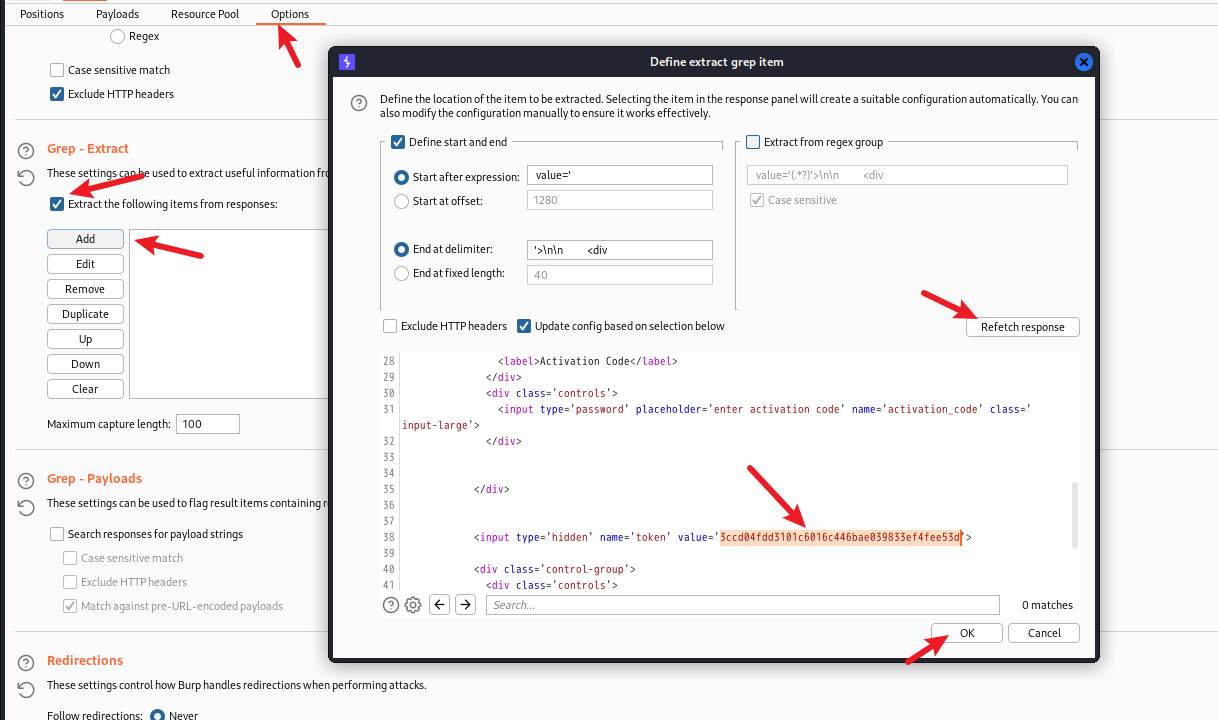 Positions Payloads Resource Pool Options
Regex
Case sensitive match
Exclude HTTP headers
Grep - Extract
These settings can be used to extract useful information fro
Extract the following items from responses:
Add
Edit
Remove
Duplicate
Up
Down
Clear
Maximum capture length: 100
Grep - Payloads
These settings can be used to flag result items containing r
Search responses for payload strings
Case sensitive match
Exclude HTTP headers
Match against pre-URL-encoded payloads
Redirections
These settings control how Burp handles redirections when performing attacks.
Follow redirections: Never
Define extract grep item
Define the location of the item to be extracted. Selecting the item in the response panel will create a suitable configuration automatically. You can
also modify the configuration manually to ensure it works effectively.
Define start and end
Start after expression: value='
Start at offset: 1280
End at delimiter: '>\n\n        <div
End at fixed length: 40
Extract from regex group
value='(.*?)'>\n\n        <div
Case sensitive
Exclude HTTP headers Update config based on selection below
Refetch response
28 <label>Activation Code</label>
29 </div>
30 <div class='controls'>
31 <input type='password' placeholder='enter activation code' name='activation_code' class='
input-large'>
32 </div>
33
34
35 </div>
36
37
38 <input type='hidden' name='token' value='3ccd04fdd3101c6016c446bae039833ef4fee53d'>
39
40 <div class='control-group'>
41 <div class='controls'>
Search... 0 matches
OK Cancel